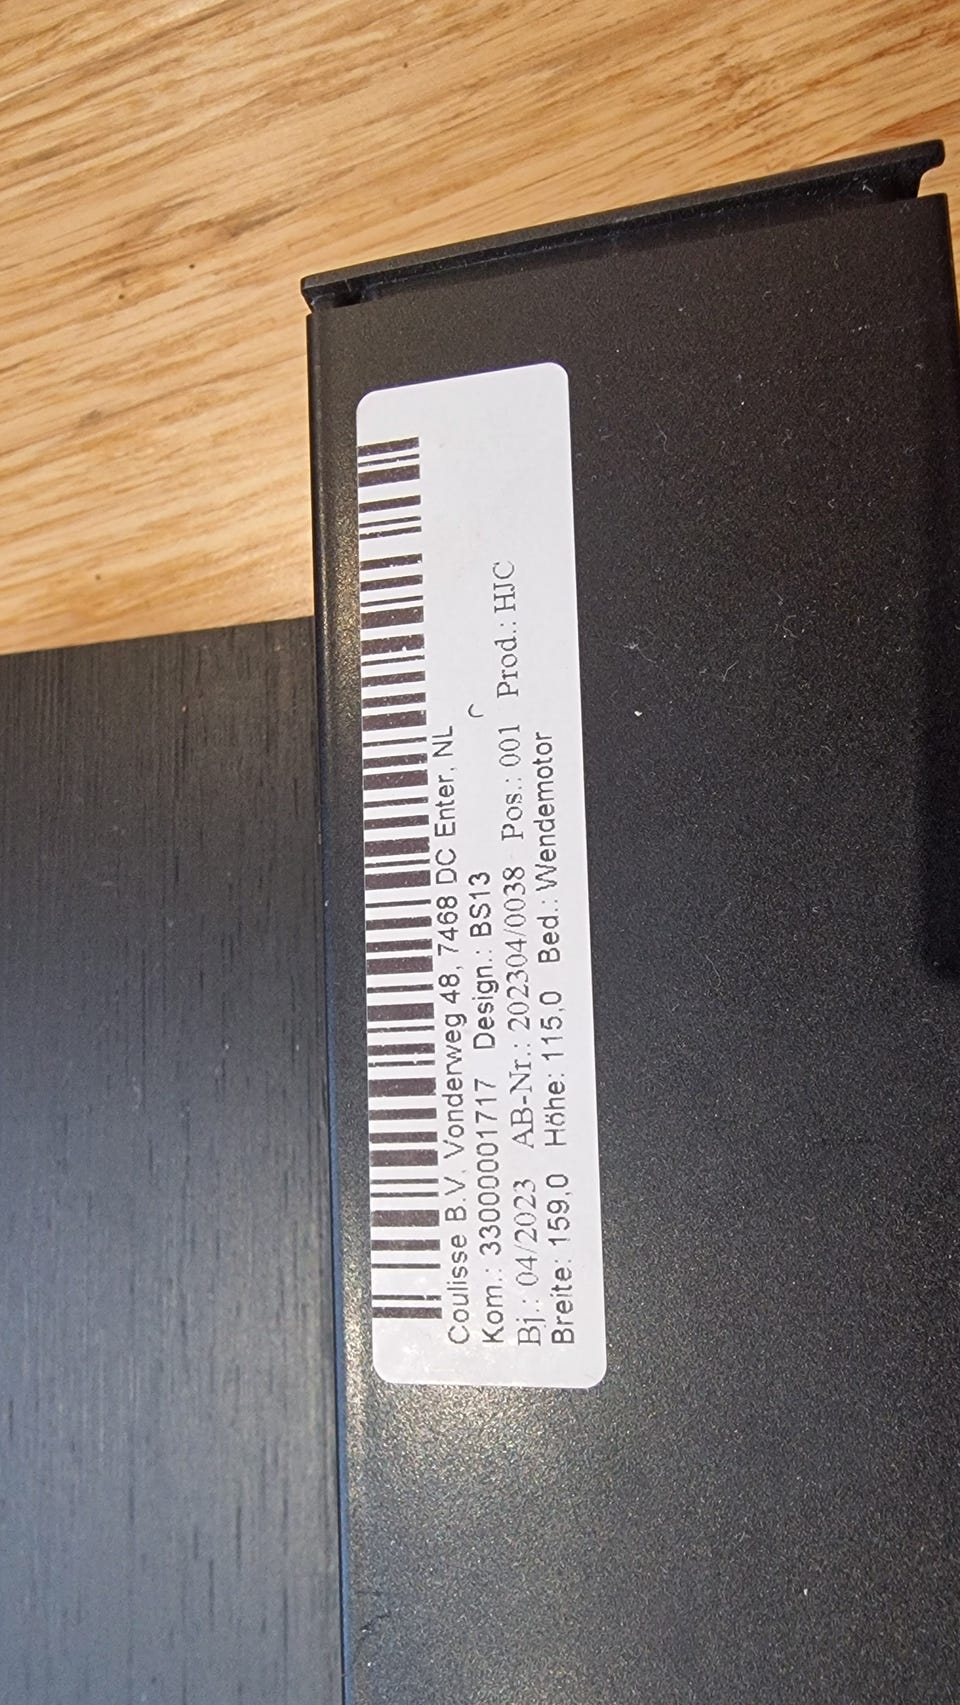 Coulisse B.V. Vonderweg 48, 7468 DC Enter, NL
Kom.: 33000001717 Design.: BS13
Bj.: 04/2023 AB-Nr.: 202304/0038 Pos.: 001 Prod.: HJC
Breite: 159,0 Höhe: 115,0 Bed.: Wendemotor